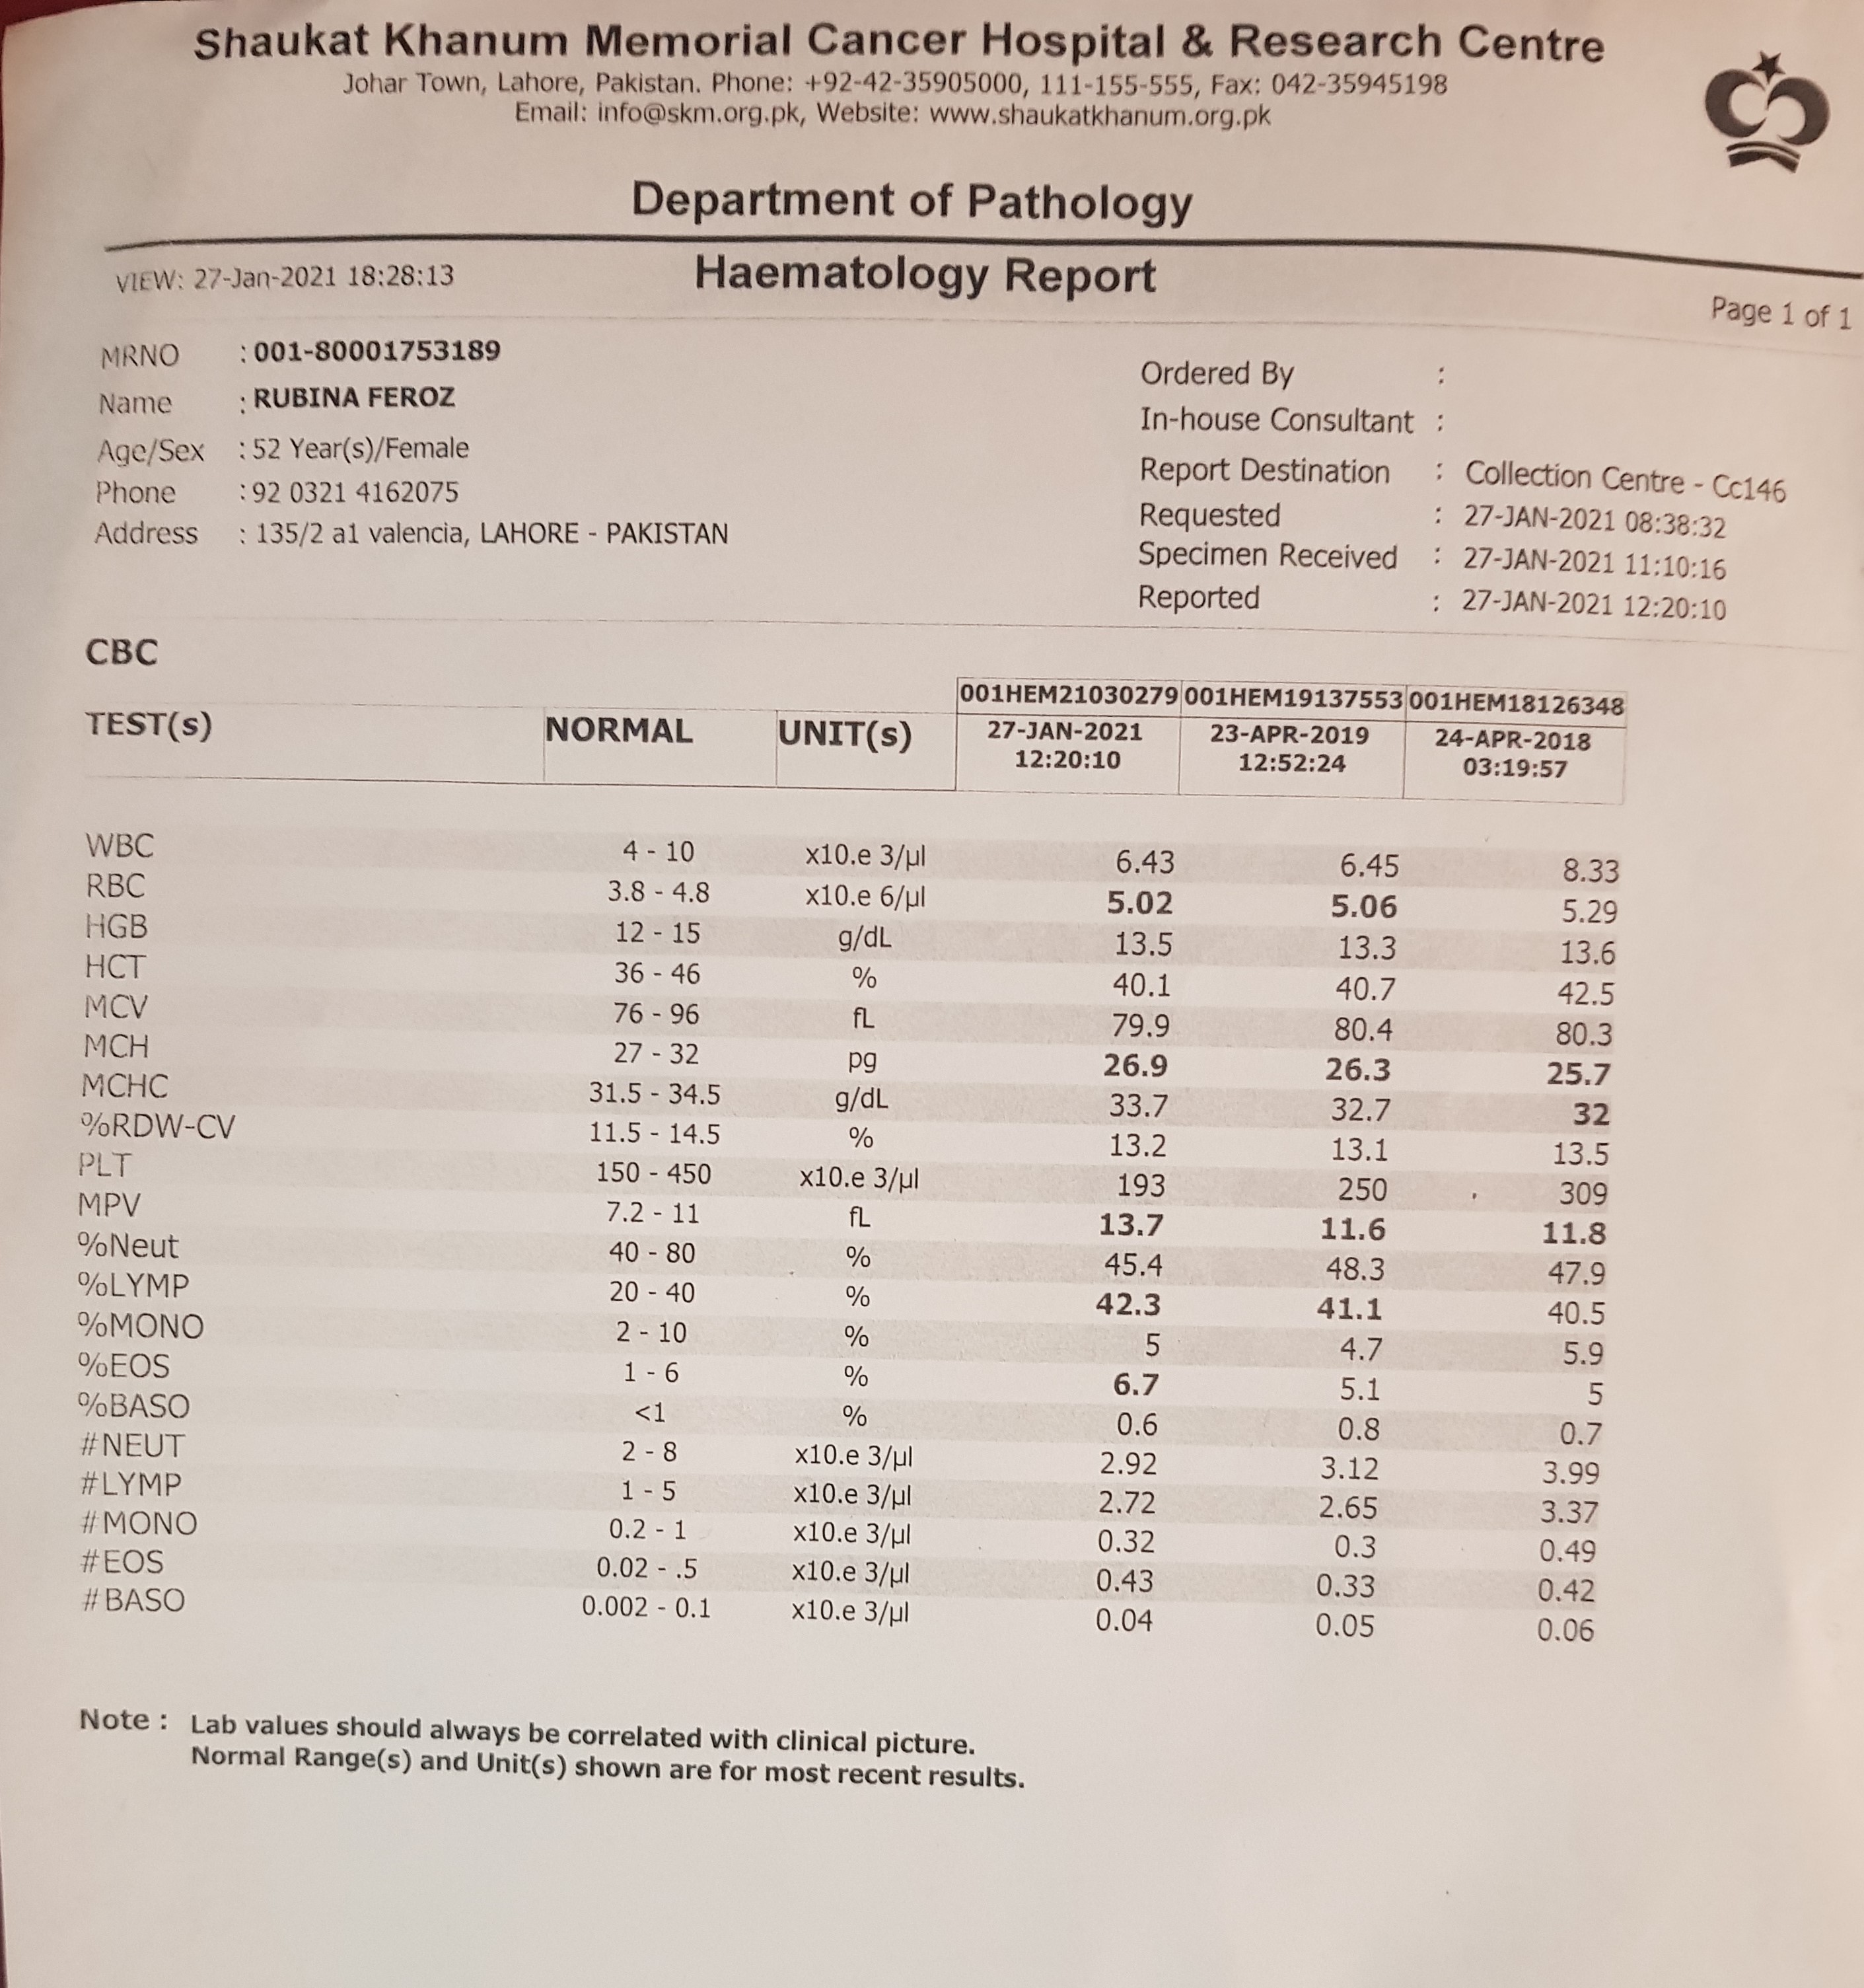 Shaukat Khanum Memorial Cancer Hospital & Research Centre
Johar Town, Lahore, Pakistan. Phone: +92-42-35905000, 111-155-555, Fax: 042-35945198
Email: info@skm.org.pk, Website: www.shaukatkhanum.org.pk
Department of Pathology
VIEW: 27-Jan-2021 18:28:13
Haematology Report
Page 1 of 1
MRNO : 001-80001753189
Name : RUBINA FEROZ
Age/Sex : 52 Year(s)/Female
Phone : 92 0321 4162075
Address : 135/2 a1 valencia, LAHORE - PAKISTAN
Ordered By :
In-house Consultant :
Report Destination : Collection Centre - Cc146
Requested : 27-JAN-2021 08:38:32
Specimen Received : 27-JAN-2021 11:10:16
Reported : 27-JAN-2021 12:20:10
CBC
001HEM21030279 001HEM19137553 001HEM18126348
TEST(s) NORMAL UNIT(s) 27-JAN-2021 23-APR-2019 24-APR-2018
12:20:10 12:52:24 03:19:57
WBC 4 - 10 x10.e 3/µl 6.43 6.45 8.33
RBC 3.8 - 4.8 x10.e 6/µl 5.02 5.06 5.29
HGB 12 - 15 g/dL 13.5 13.3 13.6
HCT 36 - 46 % 40.1 40.7 42.5
MCV 76 - 96 fL 79.9 80.4 80.3
MCH 27 - 32 pg 26.9 26.3 25.7
MCHC 31.5 - 34.5 g/dL 33.7 32.7 32
%RDW-CV 11.5 - 14.5 % 13.2 13.1 13.5
PLT 150 - 450 x10.e 3/µl 193 250 309
MPV 7.2 - 11 fL 13.7 11.6 11.8
%Neut 40 - 80 % 45.4 48.3 47.9
%LYMP 20 - 40 % 42.3 41.1 40.5
%MONO 2 - 10 % 5 4.7 5.9
%EOS 1 - 6 % 6.7 5.1 5
%BASO <1 % 0.6 0.8 0.7
#NEUT 2 - 8 x10.e 3/µl 2.92 3.12 3.99
#LYMP 1 - 5 x10.e 3/µl 2.72 2.65 3.37
#MONO 0.2 - 1 x10.e 3/µl 0.32 0.3 0.49
#EOS 0.02 - .5 x10.e 3/µl 0.43 0.33 0.42
#BASO 0.002 - 0.1 x10.e 3/µl 0.04 0.05 0.06
Note : Lab values should always be correlated with clinical picture.
Normal Range(s) and Unit(s) shown are for most recent results.